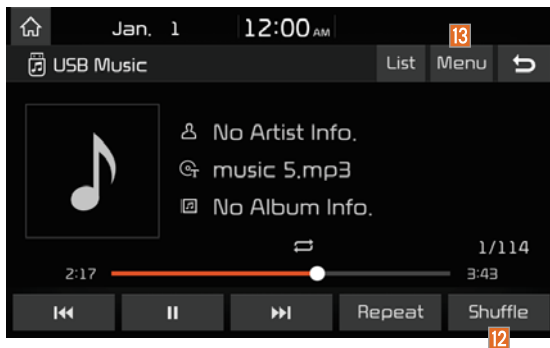 Jan. 1 12:00 AM
13
USB Music List Menu
No Artist Info.
music 5.mp3
No Album Info.
1/114
2:17 3:43
Repeat Shuffle
12